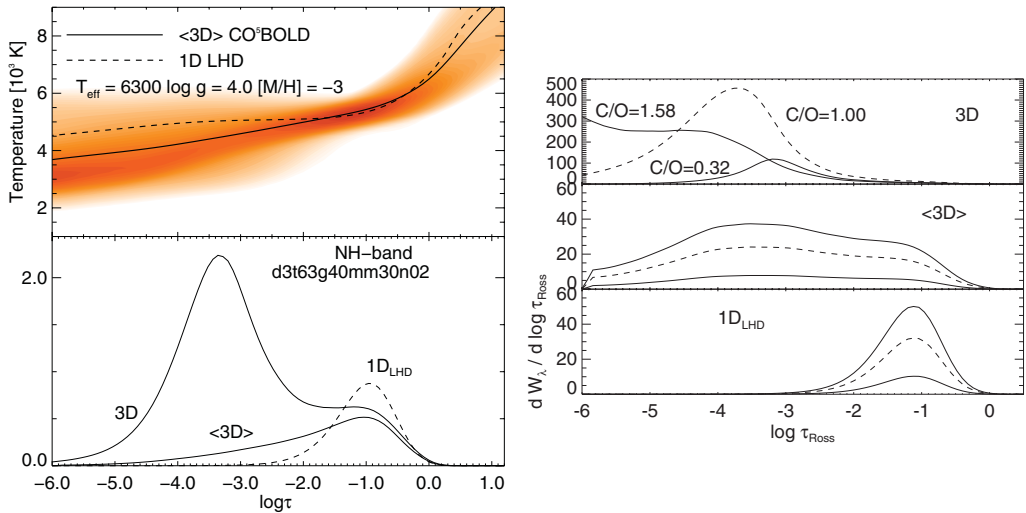 8
6
4
2
Temperature [10³ K]
<3D> CO⁵BOLD
1D LHD
T_eff = 6300 log g = 4.0 [M/H] = −3
NH−band
d3t63g40mm30n02
2.0
0.0
3D
<3D>
1D_LHD
−6.0 −5.0 −4.0 −3.0 −2.0 −1.0 0.0 1.0
logτ
500
400
300
200
100
0
C/O=1.58
C/O=1.00
3D
C/O=0.32
60
40
20
0
<3D>
60
40
20
0
1D_LHD
d W_λ / d log τ_Ross
-6 -5 -4 -3 -2 -1 0
log τ_Ross